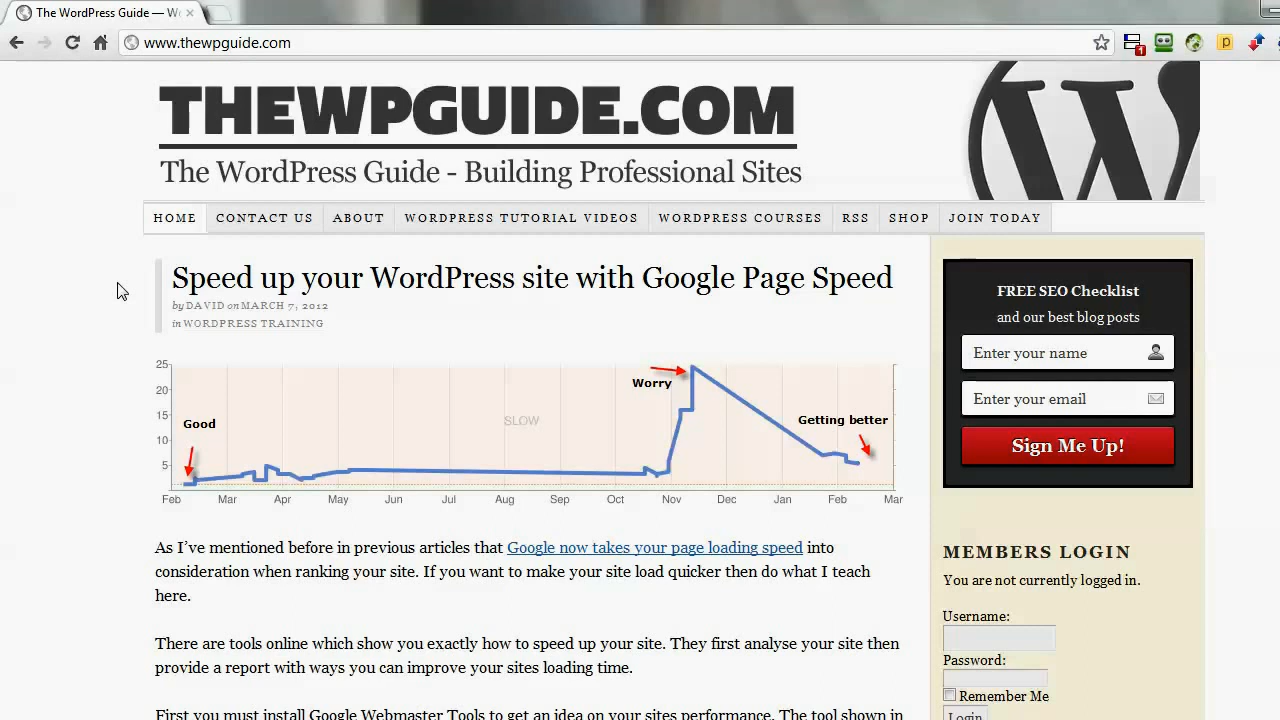 The WordPress Guide — W
www.thewpguide.com
1
p
THEWPGUIDE.COM
The WordPress Guide - Building Professional Sites
W
HOME CONTACT US ABOUT WORDPRESS TUTORIAL VIDEOS WORDPRESS COURSES RSS SHOP JOIN TODAY
Speed up your WordPress site with Google Page Speed
by DAVID on MARCH 7, 2012
in WORDPRESS TRAINING
25
20
15
10
5
Good
SLOW
Worry
Getting better
Feb Mar Apr May Jun Jul Aug Sep Oct Nov Dec Jan Feb Mar
As I've mentioned before in previous articles that Google now takes your page loading speed into
consideration when ranking your site. If you want to make your site load quicker then do what I teach
here.
There are tools online which show you exactly how to speed up your site. They first analyse your site then
provide a report with ways you can improve your sites loading time.
First you must install Google Webmaster Tools to get an idea on your sites performance. The tool shown in
FREE SEO Checklist
and our best blog posts
Enter your name
Enter your email
Sign Me Up!
MEMBERS LOGIN
You are not currently logged in.
Username:
Password:
Remember Me
Login